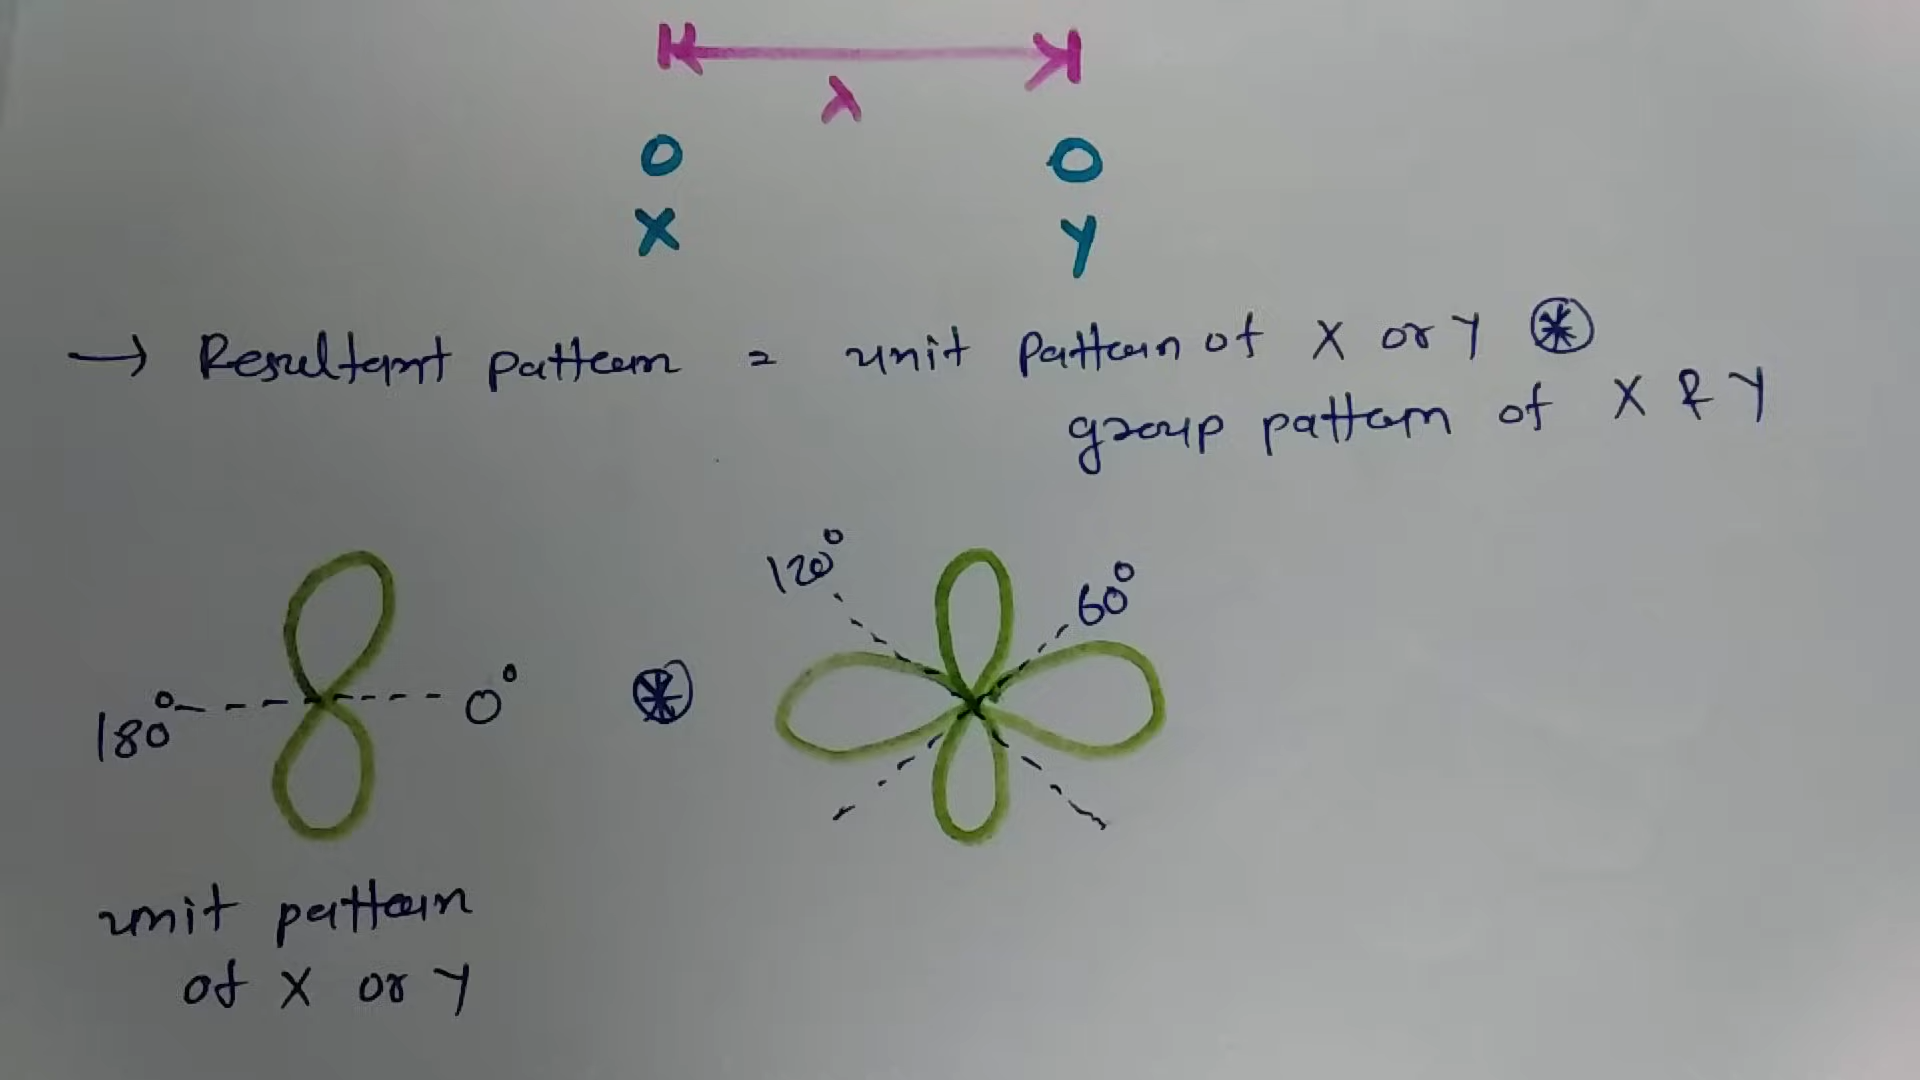 λ
O O
X Y
→ Resultant pattern = unit pattern of X or Y ⊛
group pattern of X & Y
120° 60°
180° 0° ⊛
unit pattern
of X or Y